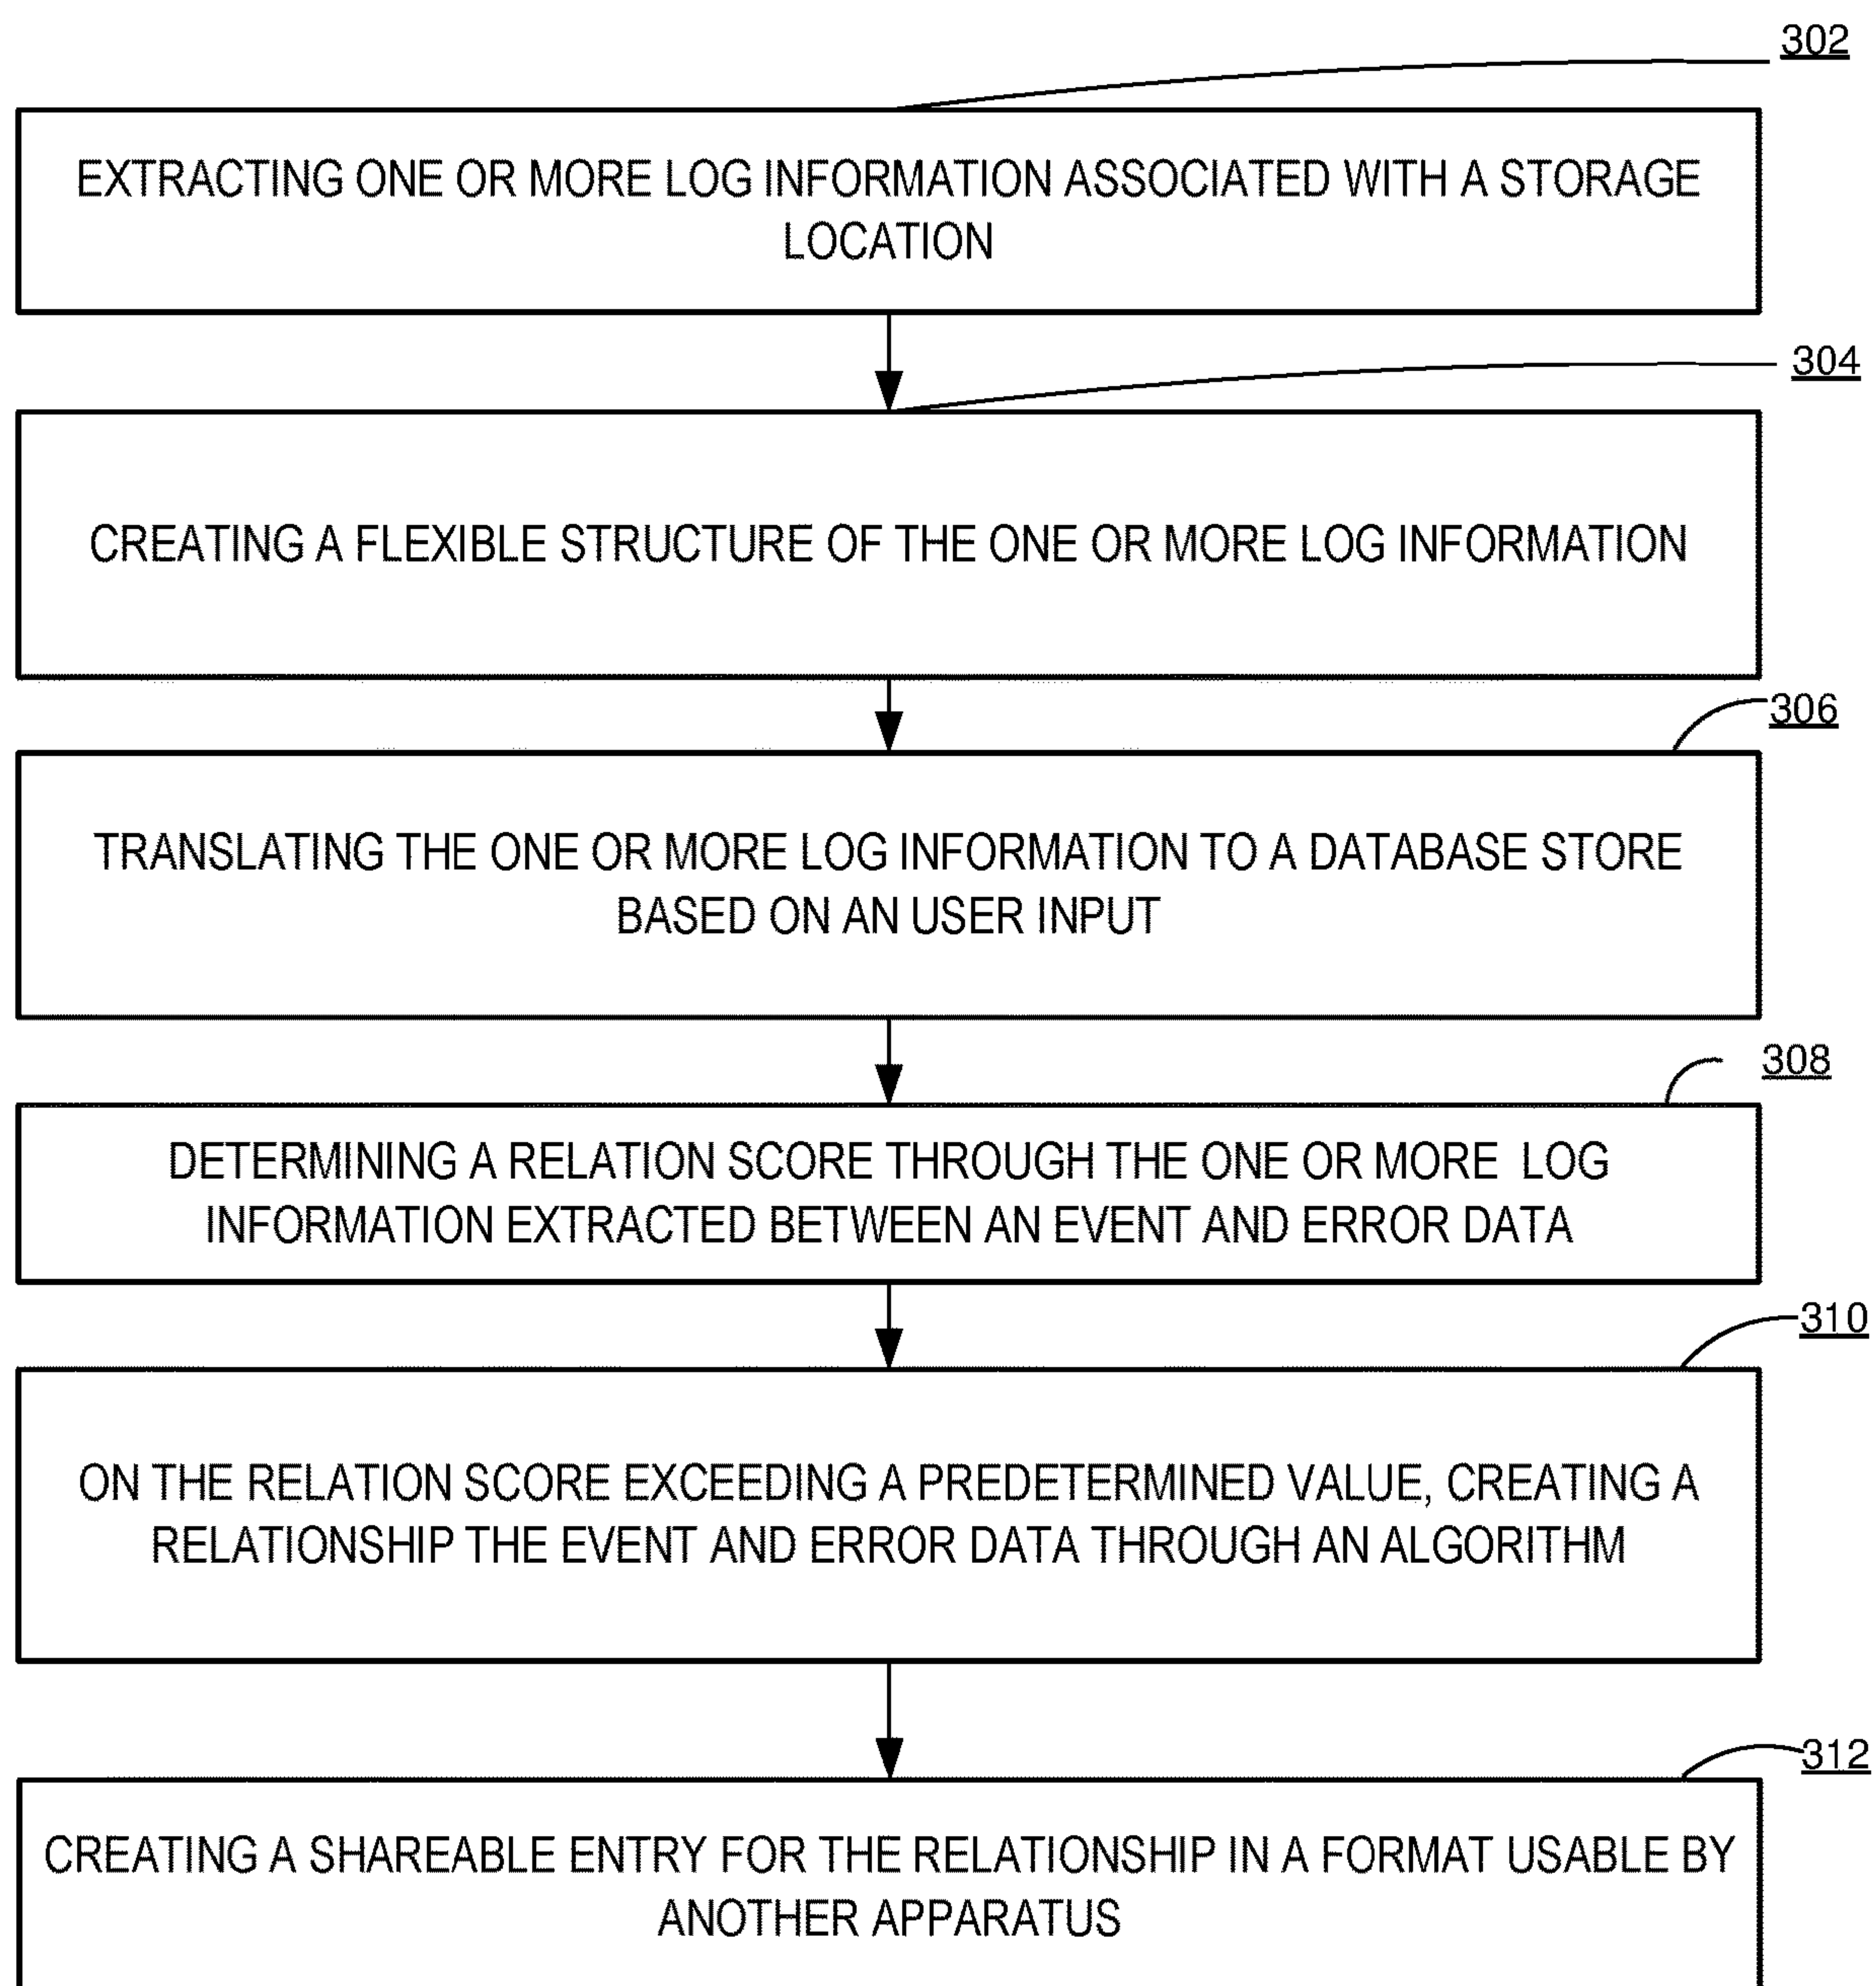 302
EXTRACTING ONE OR MORE LOG INFORMATION ASSOCIATED WITH A STORAGE
LOCATION
304
CREATING A FLEXIBLE STRUCTURE OF THE ONE OR MORE LOG INFORMATION
306
TRANSLATING THE ONE OR MORE LOG INFORMATION TO A DATABASE STORE
BASED ON AN USER INPUT
308
DETERMINING A RELATION SCORE THROUGH THE ONE OR MORE LOG
INFORMATION EXTRACTED BETWEEN AN EVENT AND ERROR DATA
310
ON THE RELATION SCORE EXCEEDING A PREDETERMINED VALUE, CREATING A
RELATIONSHIP THE EVENT AND ERROR DATA THROUGH AN ALGORITHM
312
CREATING A SHAREABLE ENTRY FOR THE RELATIONSHIP IN A FORMAT USABLE BY
ANOTHER APPARATUS